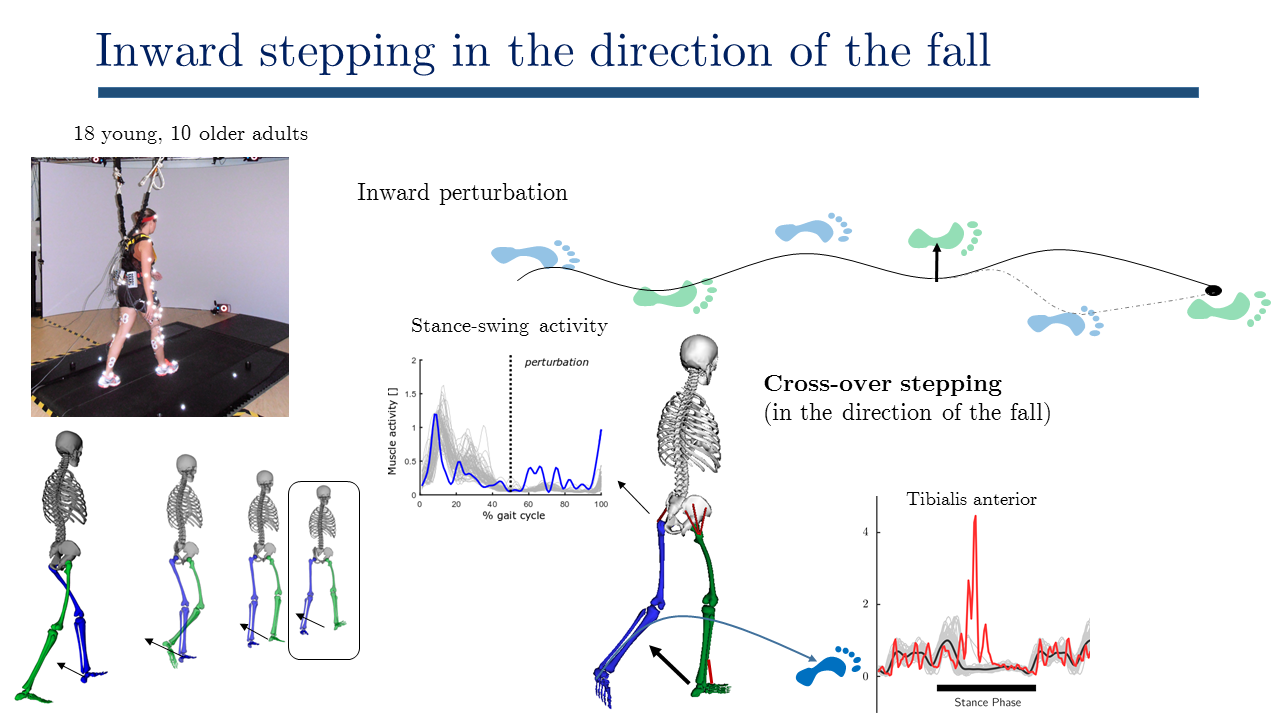 Inward stepping in the direction of the fall
18 young, 10 older adults
Inward perturbation
Stance-swing activity
perturbation
Muscle activity []
2
1.5
1
0.5
0
0 20 40 60 80 100
% gait cycle
Cross-over stepping
(in the direction of the fall)
Tibialis anterior
4
2
0
Stance Phase